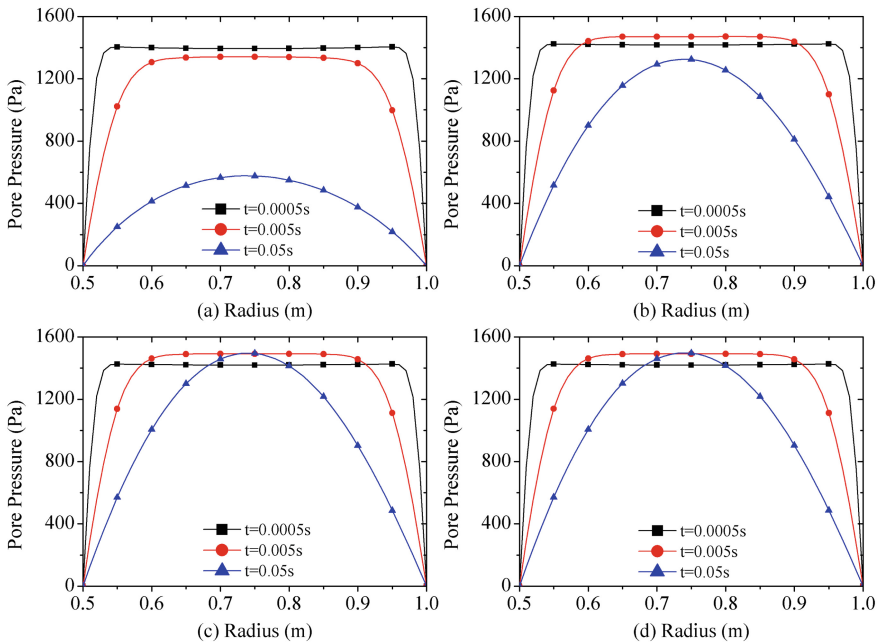 1600
1200
800
400
0
Pore Pressure (Pa)
t=0.0005s
t=0.005s
t=0.05s
0.5 0.6 0.7 0.8 0.9 1.0
(a) Radius (m)
1600
1200
800
400
0
Pore Pressure (Pa)
t=0.0005s
t=0.005s
t=0.05s
0.5 0.6 0.7 0.8 0.9 1.0
(b) Radius (m)
1600
1200
800
400
0
Pore Pressure (Pa)
t=0.0005s
t=0.005s
t=0.05s
0.5 0.6 0.7 0.8 0.9 1.0
(c) Radius (m)
1600
1200
800
400
0
Pore Pressure (Pa)
t=0.0005s
t=0.005s
t=0.05s
0.5 0.6 0.7 0.8 0.9 1.0
(d) Radius (m)